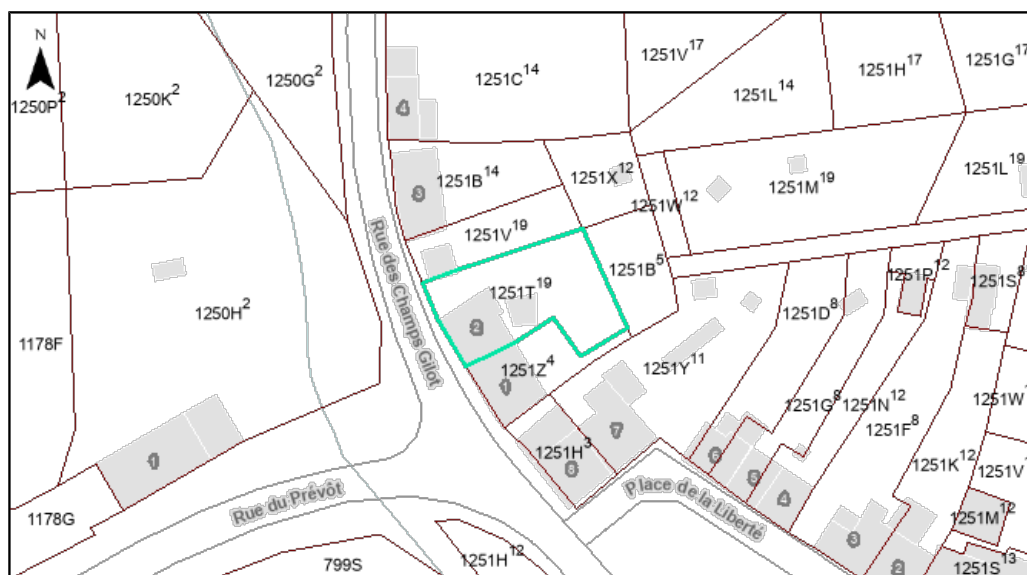 N
1250P²
1250K²
1250G²
1251C¹⁴
1251V¹⁷
1251L¹⁴
1251H¹⁷
1251G¹⁷
4
3
1251B¹⁴
1251X¹²
1251W¹²
1251M¹⁹
1251L¹⁹
Rue des Champs Gilot
1251V¹⁹
1251B⁵
1250H²
1251T¹⁹
2
1251D⁸
1251P¹²
1251S⁸
1178F
1251Z⁴
1
1251Y¹¹
1251G⁸
1251N¹²
1251F⁸
1251W
1251H³
7
8
6
5
4
1251K¹²
1251V
1
Rue du Prévôt
Place de la Liberté
1178G
1251M¹²
3
2
799S
1251H¹²
1251S¹³